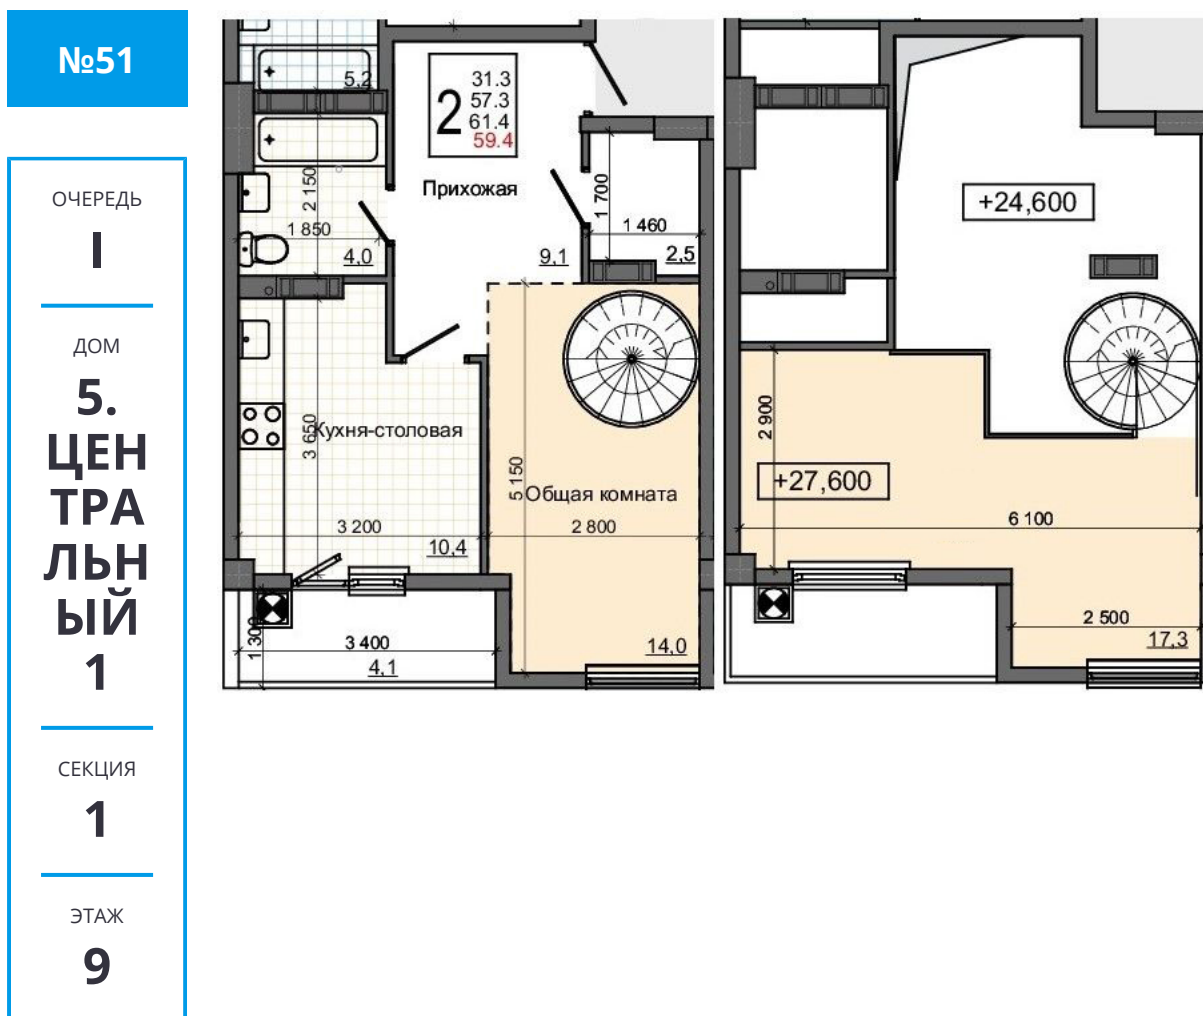 №51
ОЧЕРЕДЬ
I
ДОМ
5.
ЦЕН
ТРА
ЛЬН
ЫЙ
1
СЕКЦИЯ
1
ЭТАЖ
9
5,2
2
31.3
57.3
61.4
59.4
Прихожая
2 150
1 850
4,0
9,1
1 700
1 460
2,5
Кухня-столовая
3 650
3 200
10,4
5 150
Общая комната
2 800
14,0
1 300
3 400
4,1
+24,600
2 900
+27,600
6 100
2 500
17,3